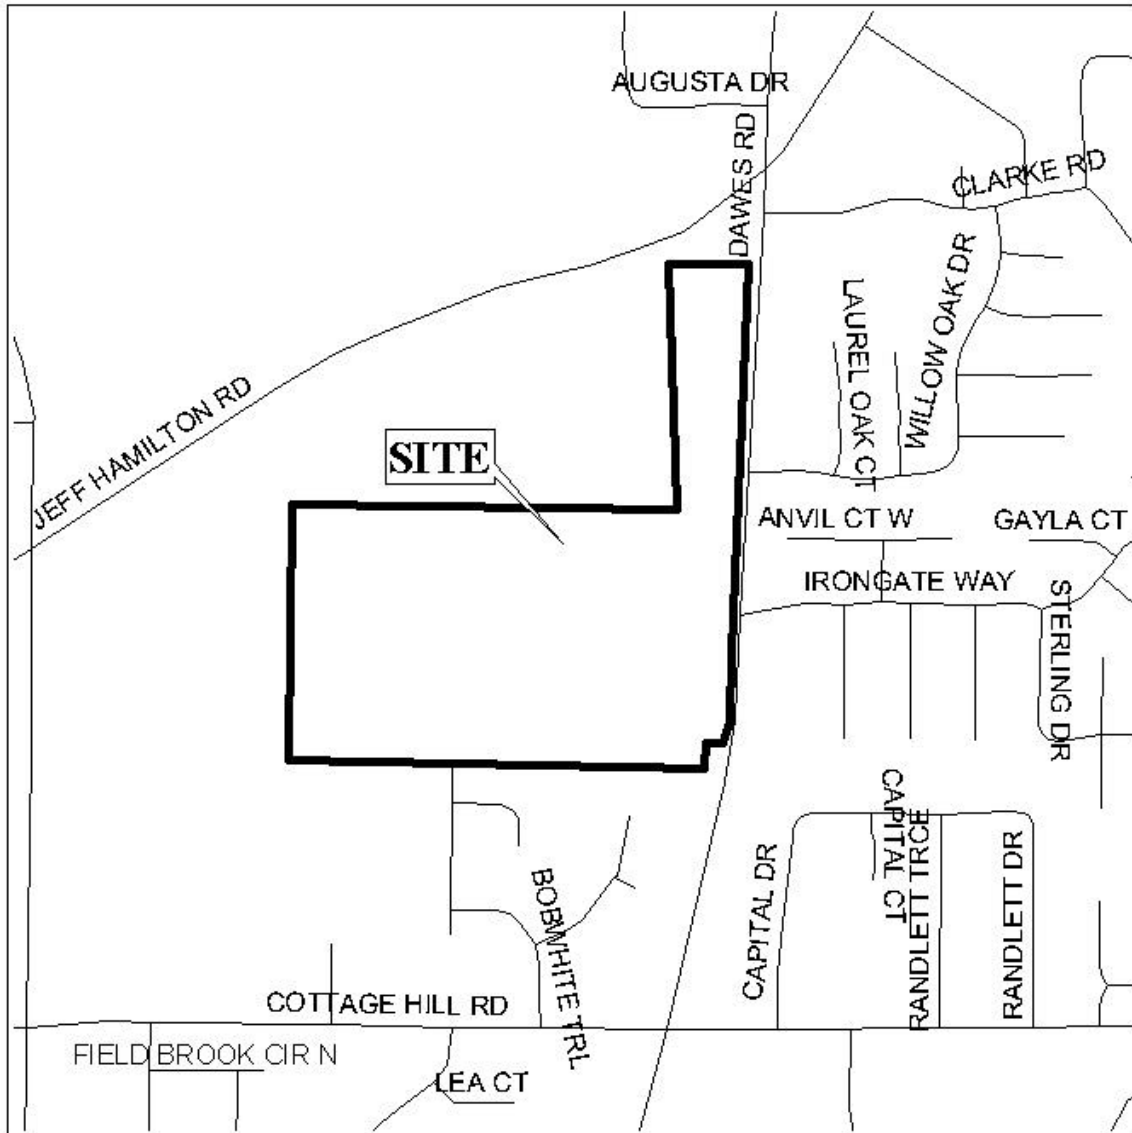 AUGUSTA DR
DAWES RD
CLARKE RD
WILLOW OAK DR
LAUREL OAK CT
JEFF HAMILTON RD
SITE
ANVIL CT W
GAYLA CT
IRONGATE WAY
STERLING DR
CAPITAL CT
RANDLETT TRCE
RANDLETT DR
CAPITAL DR
BOBWHITE TRL
COTTAGE HILL RD
FIELD BROOK CIR N
LEA CT